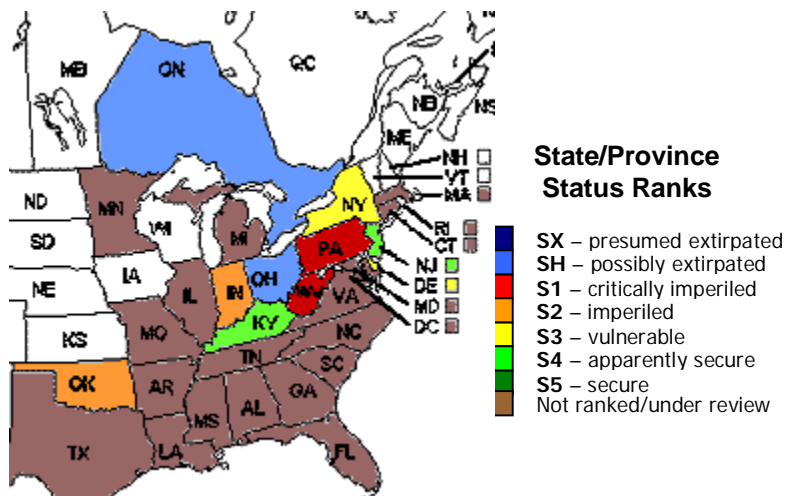 ON
MB
QC
NB
NS
ME
NH
VT
MA
ND
MN
WI
NY
RI
CT
SD
MI
PA
NJ
IA
NE
OH
DE
IL
IN
WV
VA
MD
DC
KS
MO
KY
NC
TN
OK
AR
SC
MS
AL
GA
TX
LA
FL
State/Province
Status Ranks
SX – presumed extirpated
SH – possibly extirpated
S1 – critically imperiled
S2 – imperiled
S3 – vulnerable
S4 – apparently secure
S5 – secure
Not ranked/under review